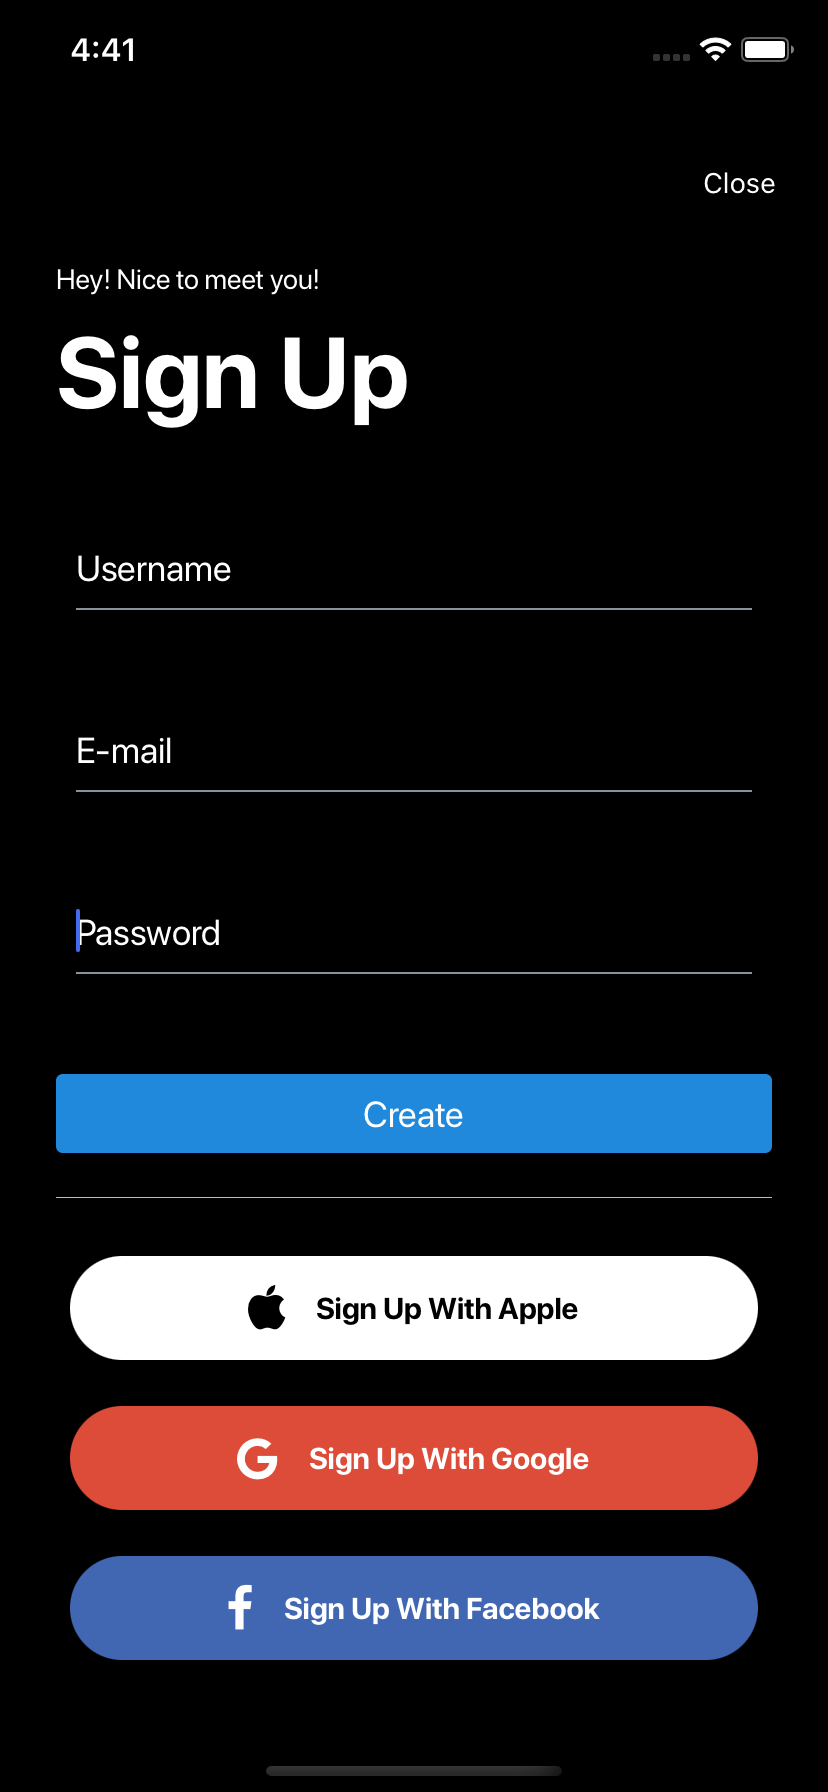 4:41
Close
Hey! Nice to meet you!
Sign Up
Username
E-mail
Password
Create
Sign Up With Apple
Sign Up With Google
Sign Up With Facebook